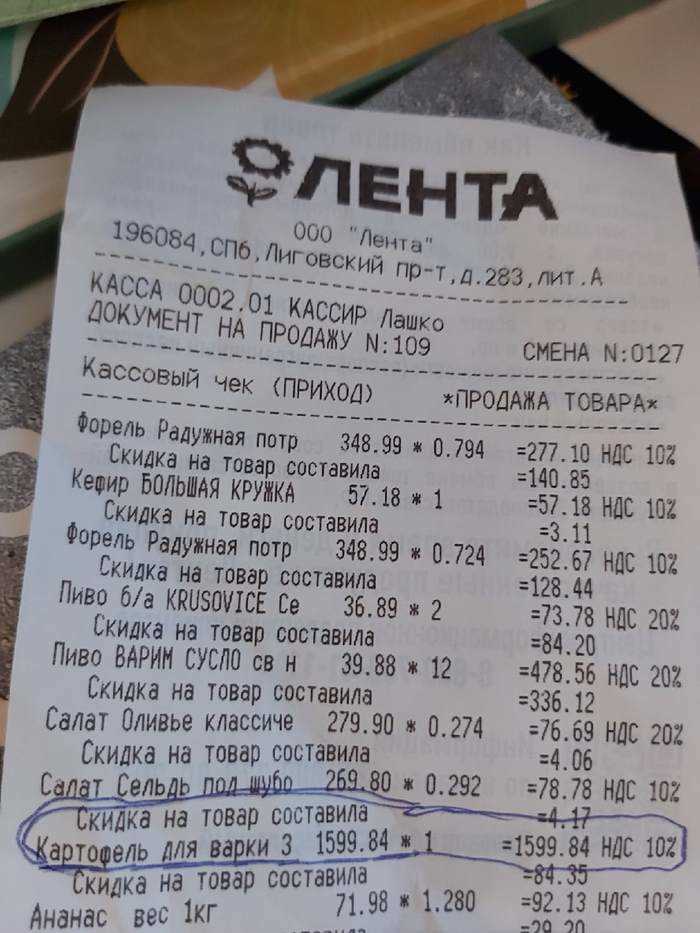 ЛЕНТА
ООО "Лента"
196084,СПб,Лиговский пр-т,д.283,лит.А
КАССА 0002.01 КАССИР Лашко
ДОКУМЕНТ НА ПРОДАЖУ N:109 СМЕНА N:0127
Кассовый чек (ПРИХОД) *ПРОДАЖА ТОВАРА*
Форель Радужная потр 348.99 * 0.794 =277.10 НДС 10%
Скидка на товар составила =140.85
Кефир БОЛЬШАЯ КРУЖКА 57.18 * 1 =57.18 НДС 10%
Скидка на товар составила =3.11
Форель Радужная потр 348.99 * 0.724 =252.67 НДС 10%
Скидка на товар составила =128.44
Пиво б/а KRUSOVICE Се 36.89 * 2 =73.78 НДС 20%
Скидка на товар составила =84.20
Пиво ВАРИМ СУСЛО св н 39.88 * 12 =478.56 НДС 20%
Скидка на товар составила =336.12
Салат Оливье классиче 279.90 * 0.274 =76.69 НДС 20%
Скидка на товар составила =4.06
Салат Сельдь под шубо 269.80 * 0.292 =78.78 НДС 10%
Скидка на товар составила =4.17
Картофель для варки 3 1599.84 * 1 =1599.84 НДС 10%
Скидка на товар составила =84.35
Ананас вес 1кг 71.98 * 1.280 =92.13 НДС 10%
=29.20